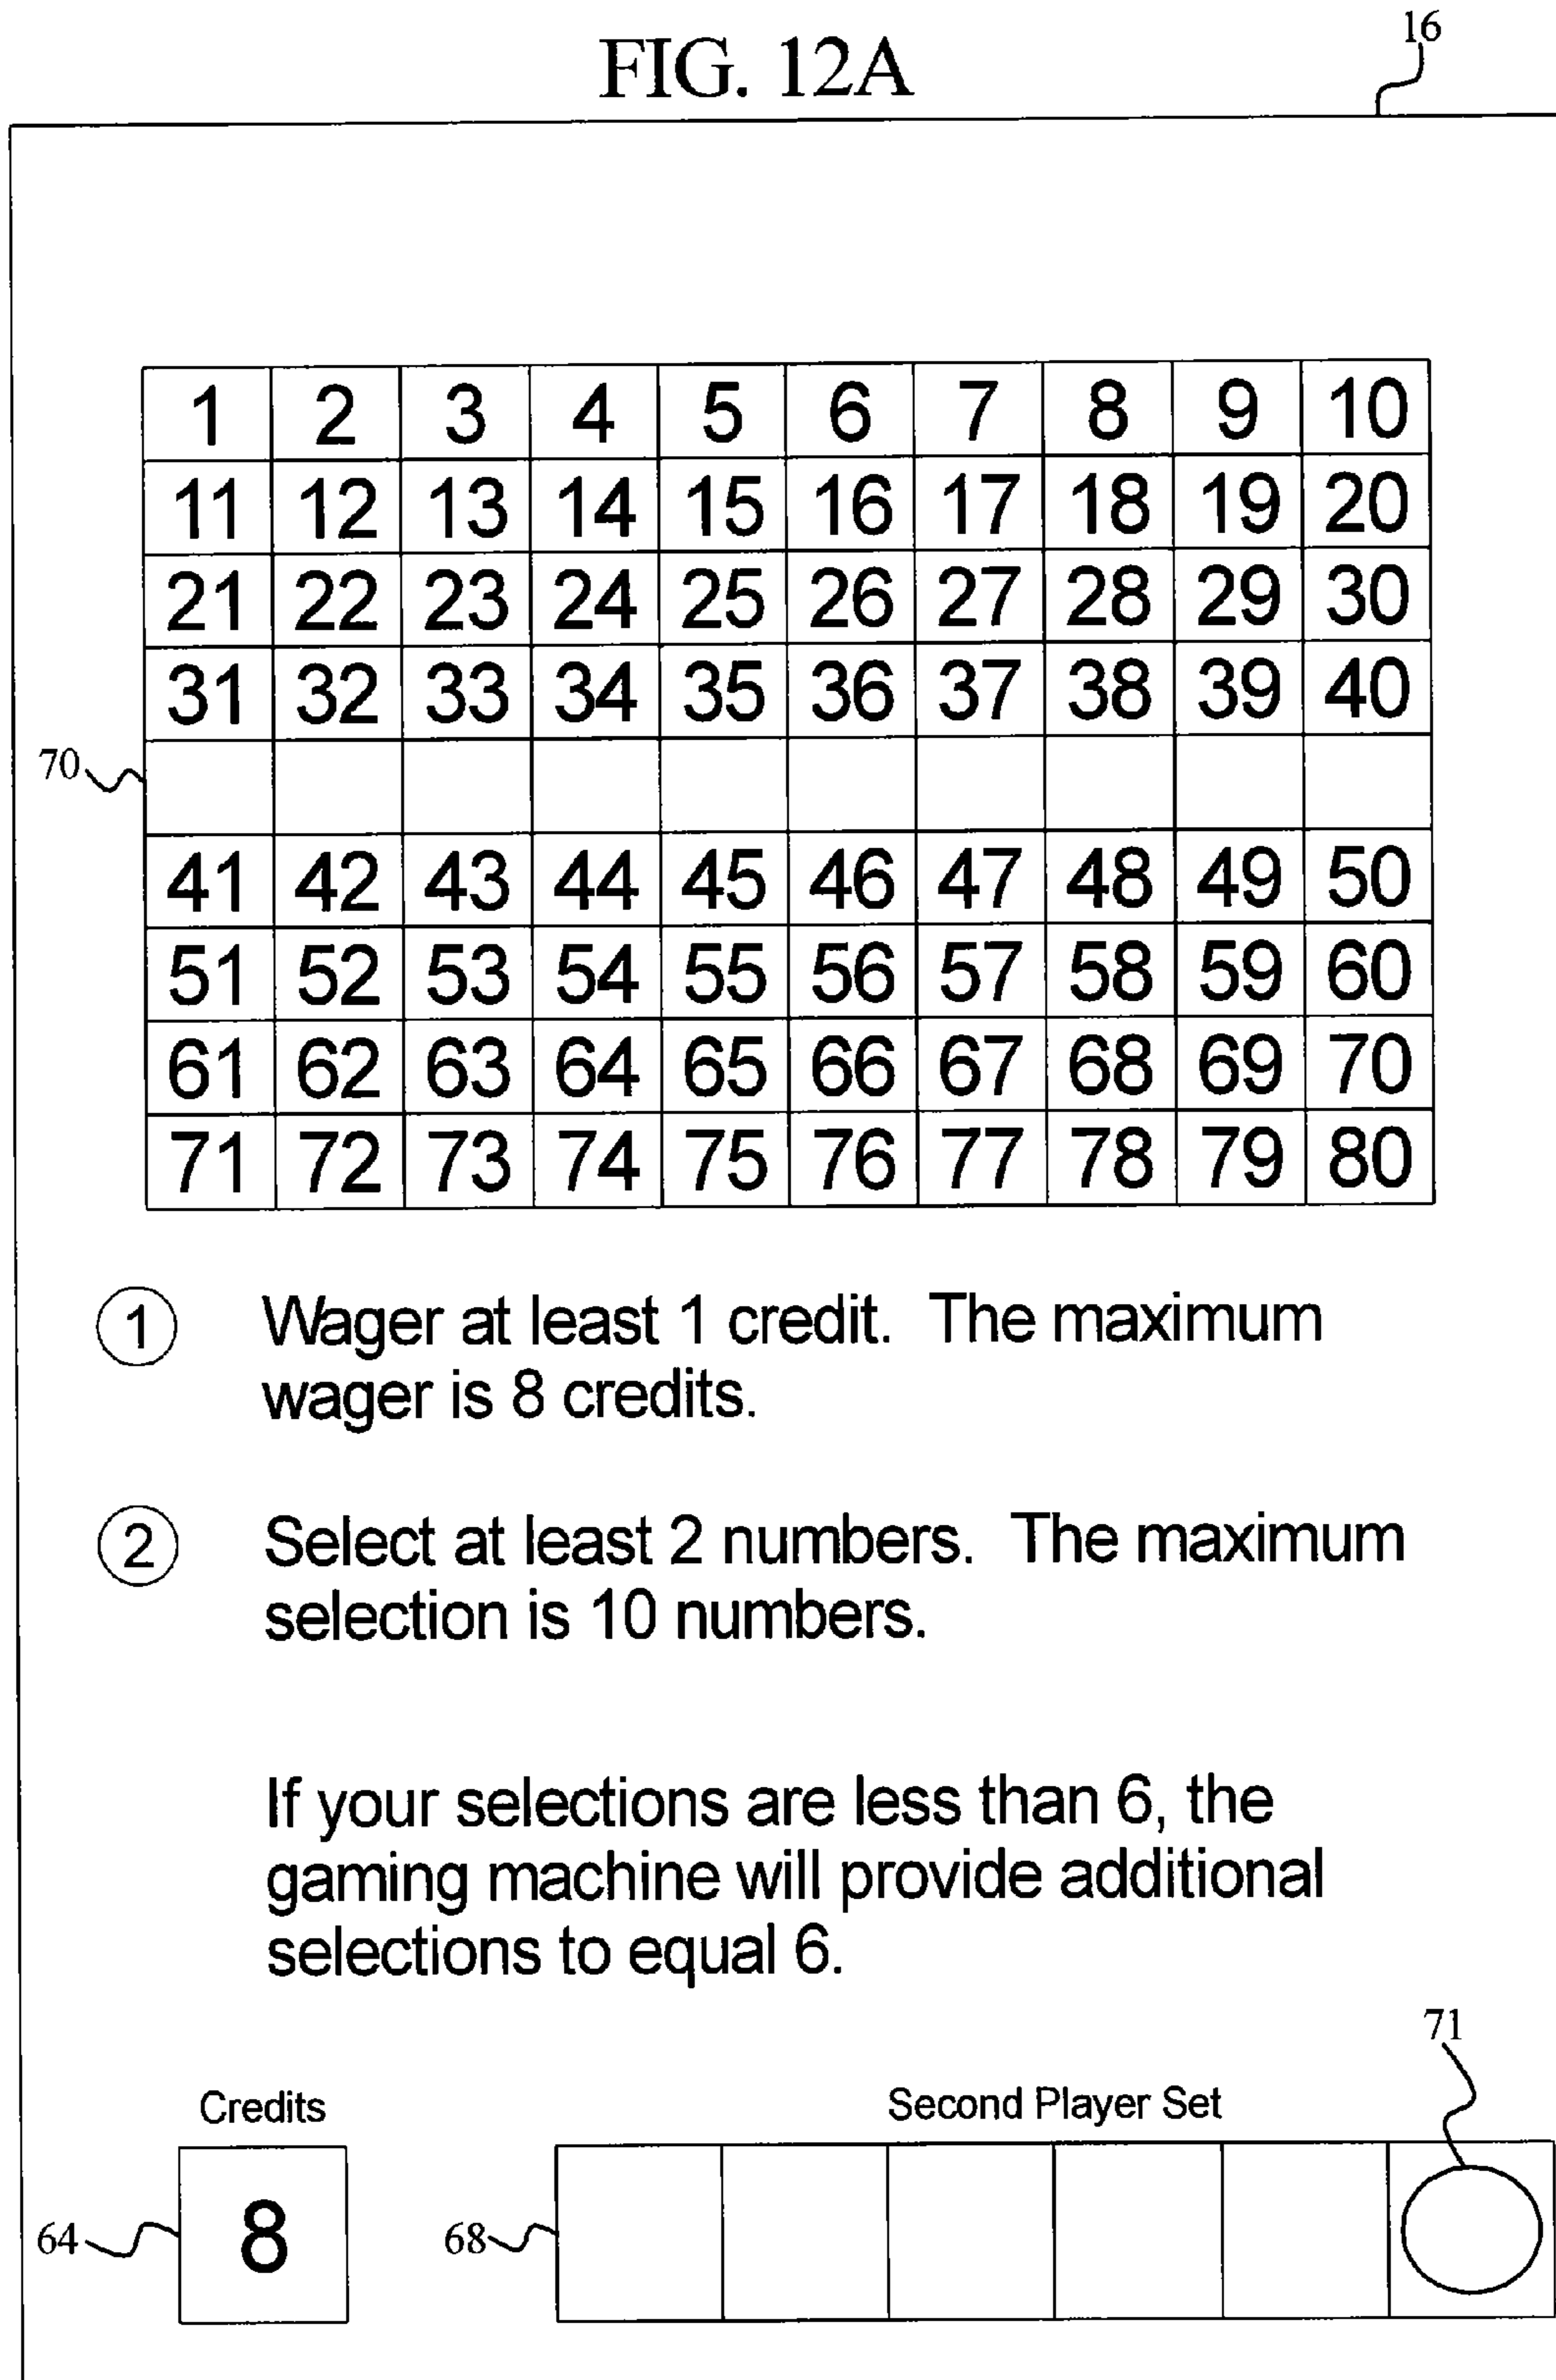 FIG. 12A
16
1 2 3 4 5 6 7 8 9 10
11 12 13 14 15 16 17 18 19 20
21 22 23 24 25 26 27 28 29 30
31 32 33 34 35 36 37 38 39 40
70
41 42 43 44 45 46 47 48 49 50
51 52 53 54 55 56 57 58 59 60
61 62 63 64 65 66 67 68 69 70
71 72 73 74 75 76 77 78 79 80
1 Wager at least 1 credit. The maximum
wager is 8 credits.
2 Select at least 2 numbers. The maximum
selection is 10 numbers.
If your selections are less than 6, the
gaming machine will provide additional
selections to equal 6.
71
Credits Second Player Set
64 8 68